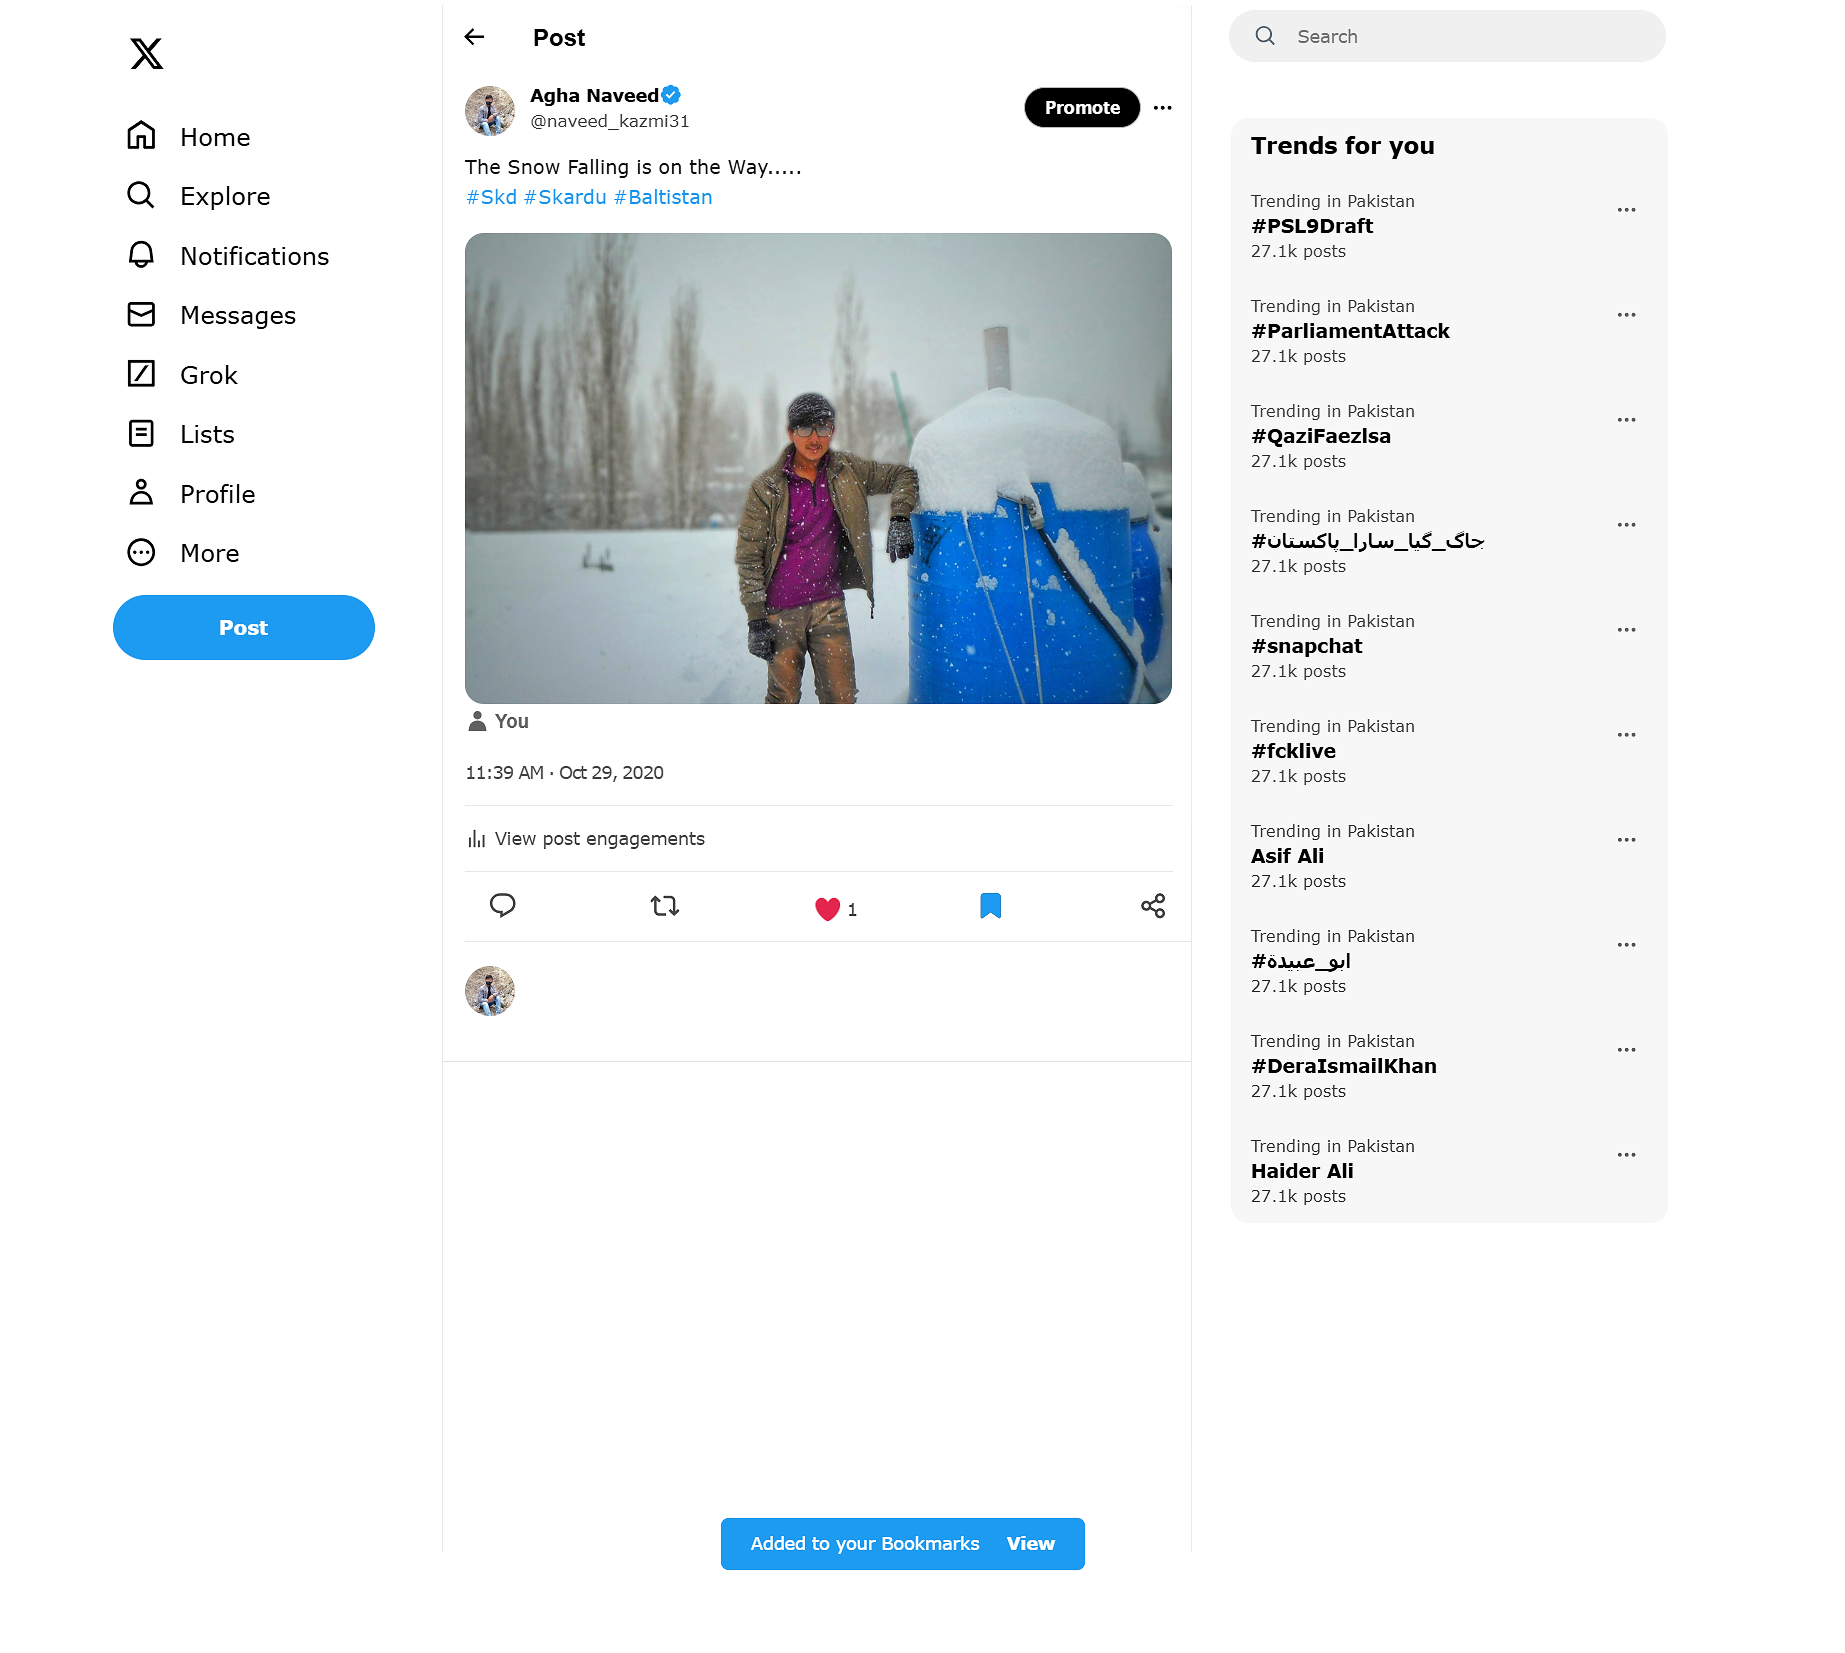 Home
Explore
Notifications
Messages
Grok
Lists
Profile
More
Post
Post
Agha Naveed
@naveed_kazmi31
Promote
The Snow Falling is on the Way.....
#Skd #Skardu #Baltistan
You
11:39 AM · Oct 29, 2020
View post engagements
1
Added to your Bookmarks View
Search
Trends for you
Trending in Pakistan
#PSL9Draft
27.1k posts
Trending in Pakistan
#ParliamentAttack
27.1k posts
Trending in Pakistan
#QaziFaezlsa
27.1k posts
Trending in Pakistan
#جاگ_گیا_سارا_پاکستان
27.1k posts
Trending in Pakistan
#snapchat
27.1k posts
Trending in Pakistan
#fcklive
27.1k posts
Trending in Pakistan
Asif Ali
27.1k posts
Trending in Pakistan
#ابو_عبيدة
27.1k posts
Trending in Pakistan
#DeraIsmailKhan
27.1k posts
Trending in Pakistan
Haider Ali
27.1k posts